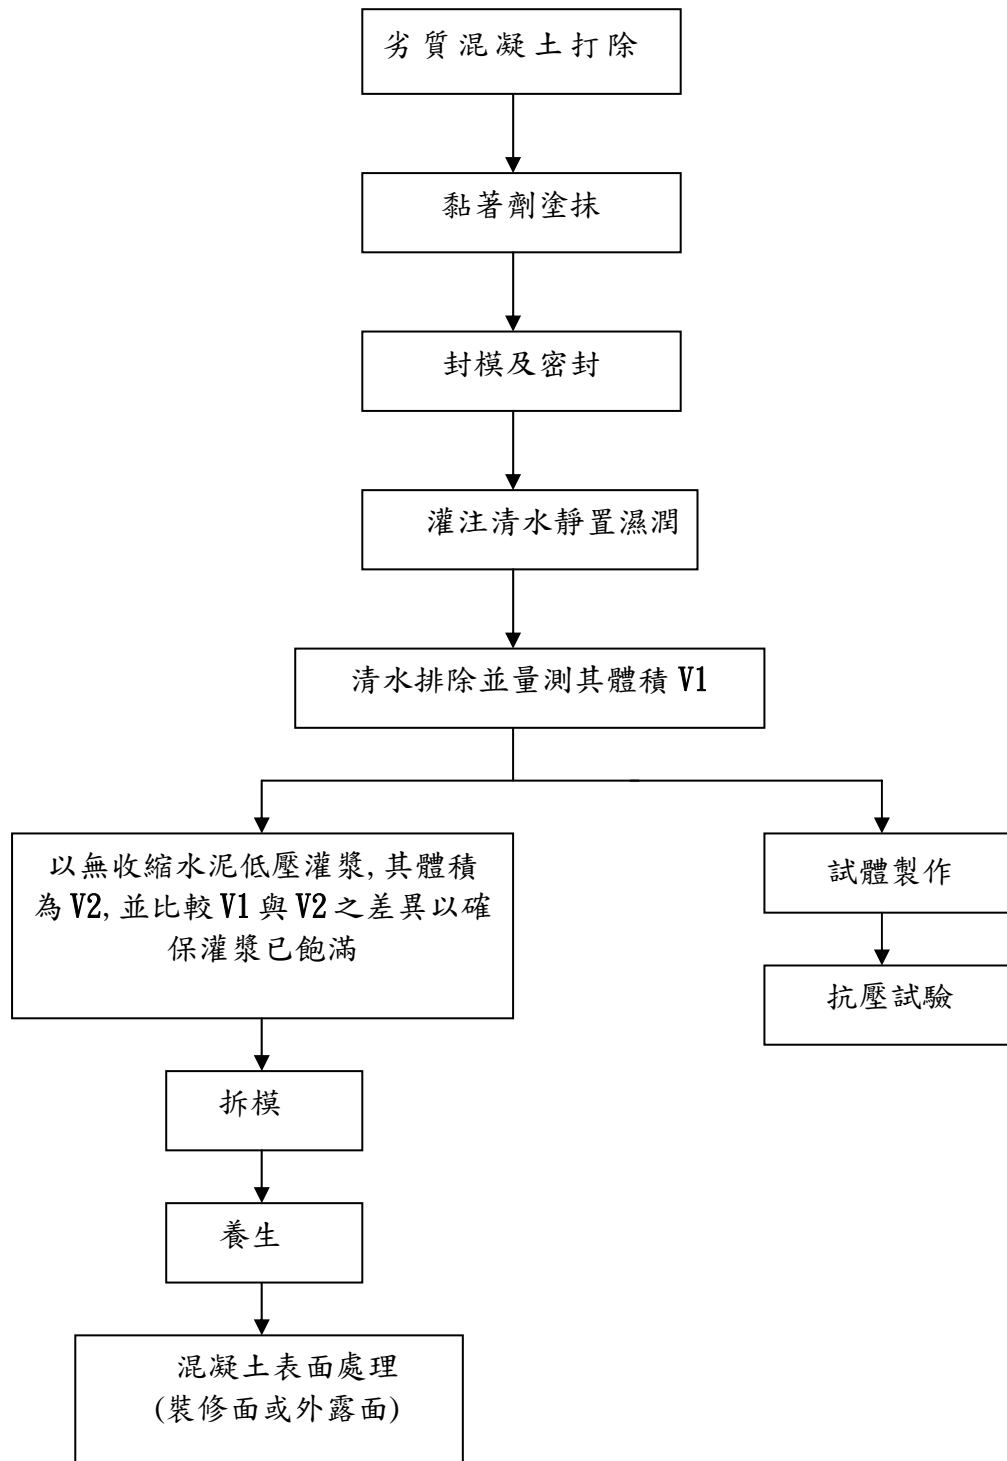 劣質混凝土打除
黏著劑塗抹
封模及密封
灌注清水靜置濕潤
清水排除並量測其體積 V1
以無收縮水泥低壓灌漿,其體積
為 V2,並比較 V1 與 V2 之差異以確
保灌漿已飽滿
試體製作
抗壓試驗
拆模
養生
混凝土表面處理
(裝修面或外露面)